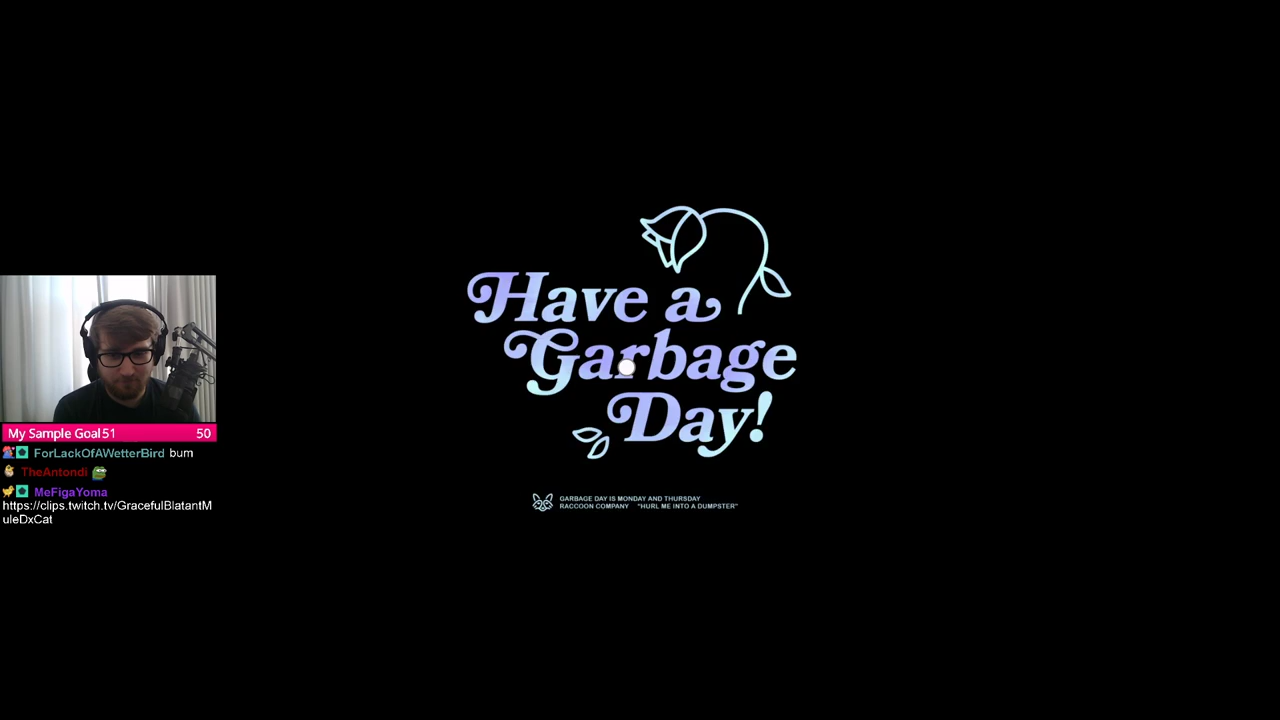 Have a
Garbage
Day!
GARBAGE DAY IS MONDAY AND THURSDAY
RACCOON COMPANY "HURL ME INTO A DUMPSTER"
My Sample Goal 51 50
ForLackOfAWetterBird bum
TheAntondi
MeFigaYoma
https://clips.twitch.tv/GracefulBlatantM
uleDxCat